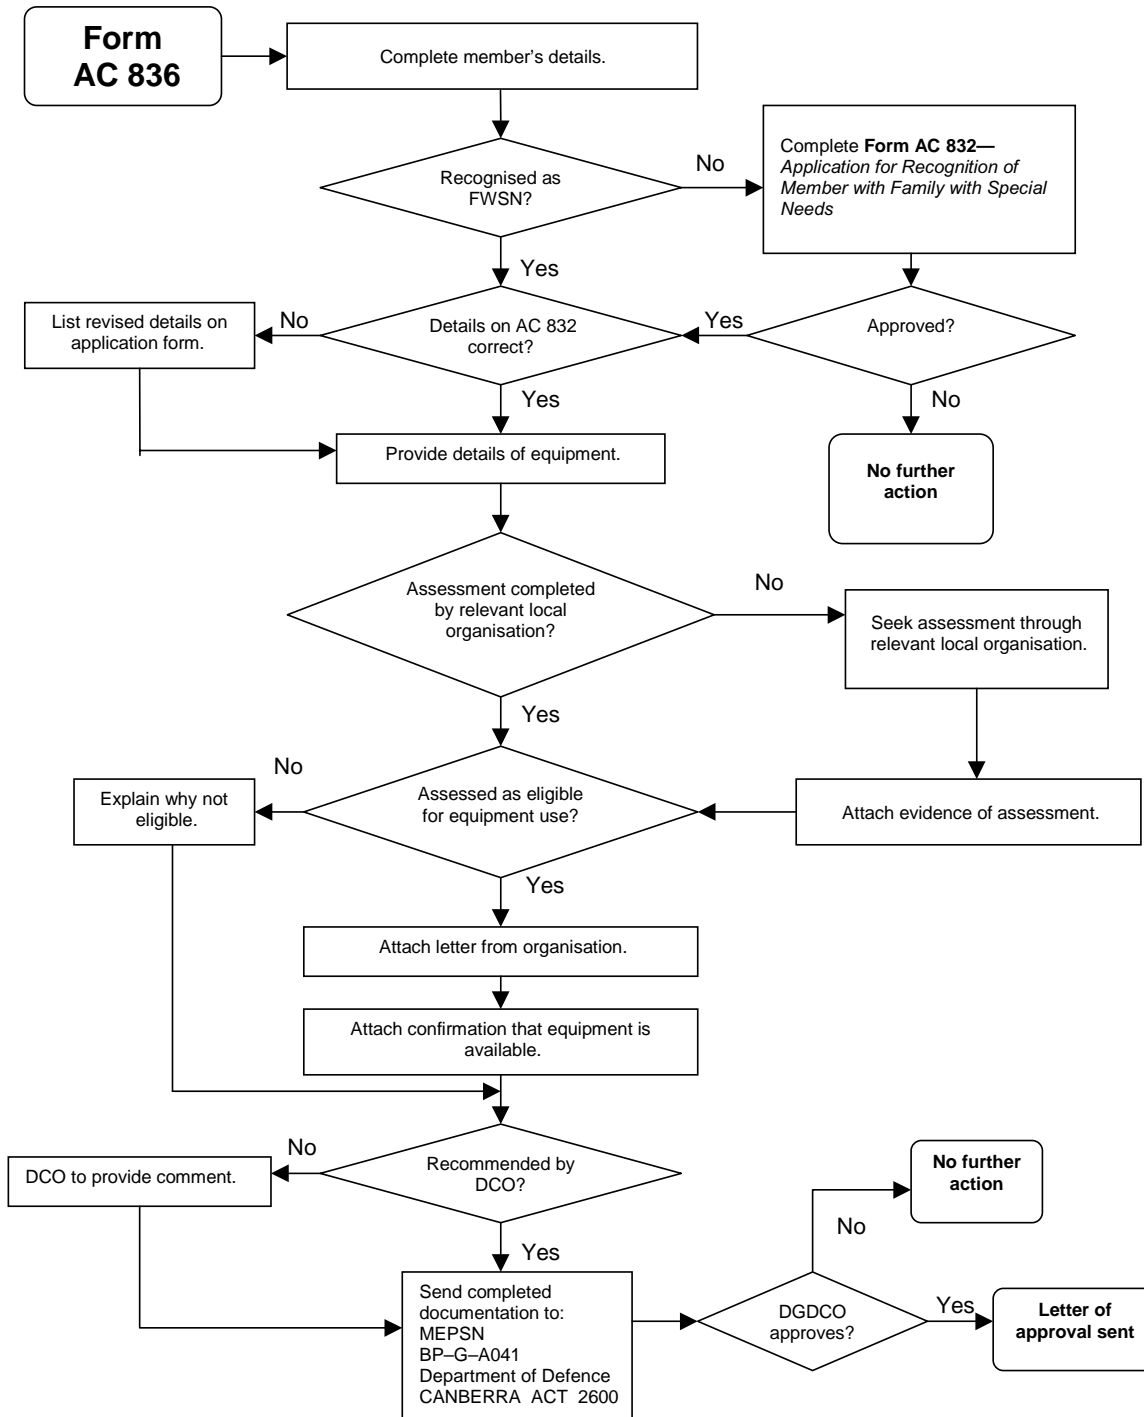 Form
AC 836
Complete member’s details.
Recognised as
FWSN?
No
Complete Form AC 832—
Application for Recognition of
Member with Family with Special
Needs
Yes
List revised details on
application form.
No
Details on AC 832
correct?
Yes
Approved?
Yes
No
Provide details of equipment.
No further
action
Assessment completed
by relevant local
organisation?
No
Seek assessment through
relevant local organisation.
Yes
No
Explain why not
eligible.
Assessed as eligible
for equipment use?
Attach evidence of assessment.
Yes
Attach letter from organisation.
Attach confirmation that equipment is
available.
No
DCO to provide comment.
Recommended by
DCO?
No further
action
No
Yes
Send completed
documentation to:
MEPSN
BP–G–A041
Department of Defence
CANBERRA ACT 2600
DGDCO
approves?
Yes
Letter of
approval sent